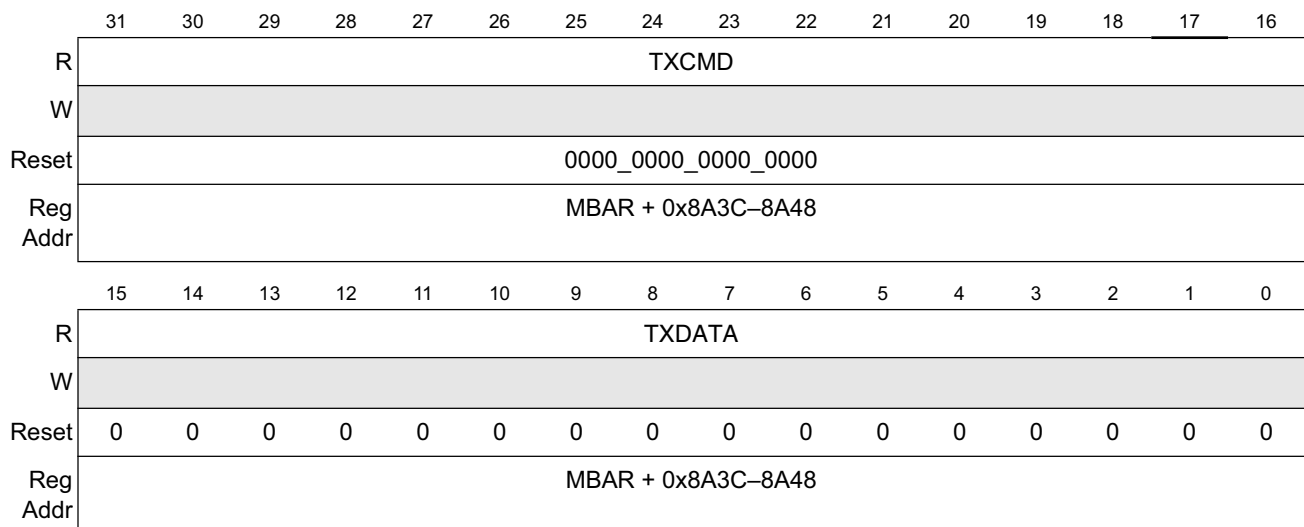 31 30 29 28 27 26 25 24 23 22 21 20 19 18 17 16
R TXCMD
W
Reset 0000_0000_0000_0000
Reg MBAR + 0x8A3C–8A48
Addr
15 14 13 12 11 10 9 8 7 6 5 4 3 2 1 0
R TXDATA
W
Reset 0 0 0 0 0 0 0 0 0 0 0 0 0 0 0 0
Reg MBAR + 0x8A3C–8A48
Addr